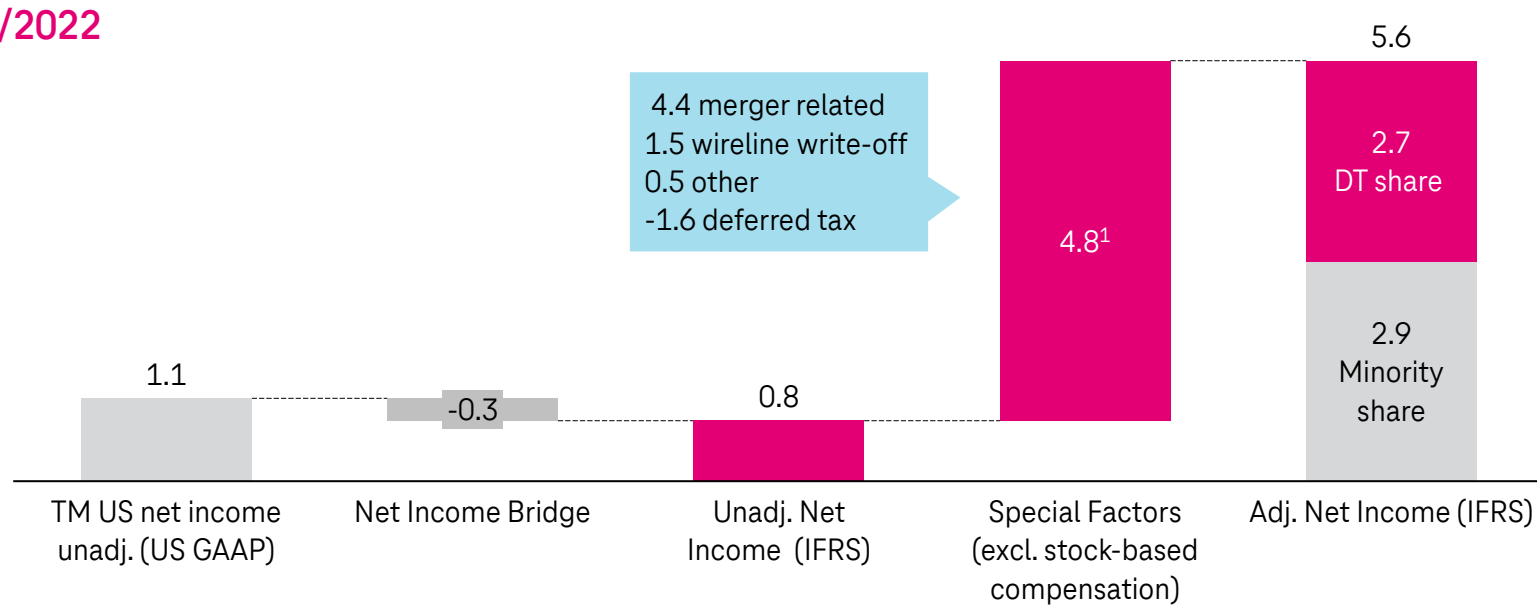 /2022
5.6
4.4 merger related
1.5 wireline write-off
0.5 other
-1.6 deferred tax
2.7
DT share
4.8¹
2.9
Minority
share
1.1
-0.3
0.8
TM US net income
unadj. (US GAAP)
Net Income Bridge
Unadj. Net
Income (IFRS)
Special Factors
(excl. stock-based
compensation)
Adj. Net Income (IFRS)